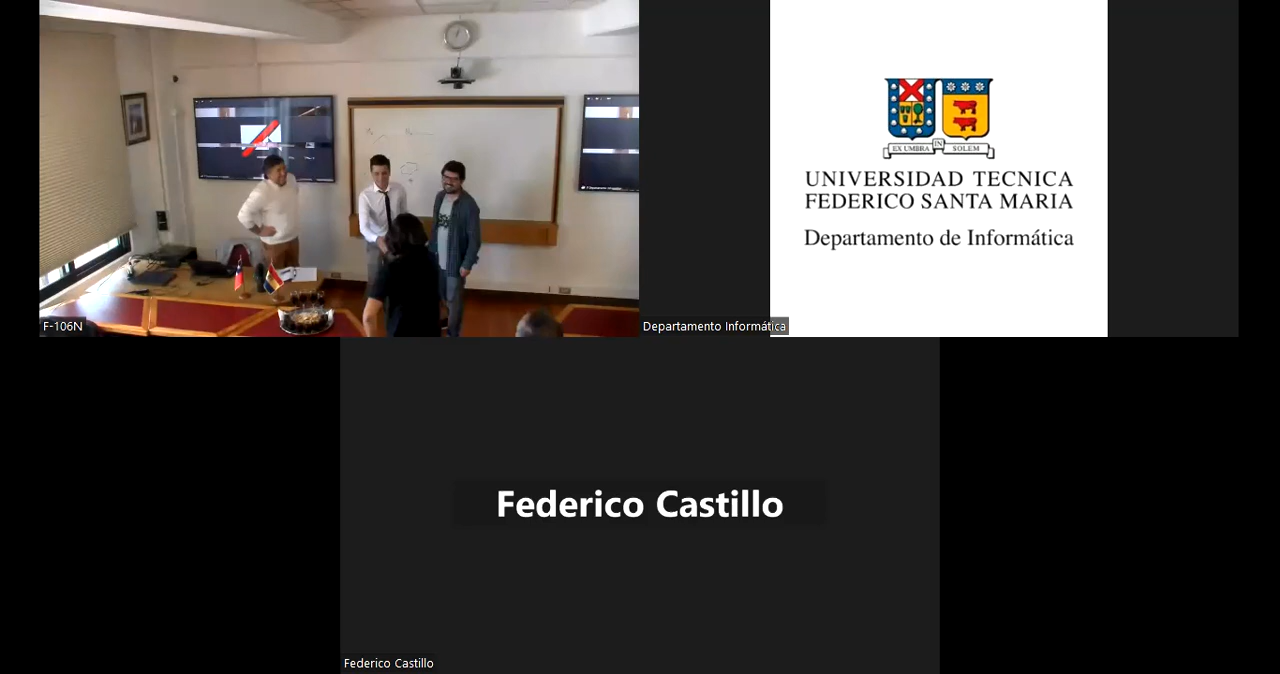 F-106N
EX UMBRA IN SOLEM
UNIVERSIDAD TECNICA
FEDERICO SANTA MARIA
Departamento de Informática
Departamento Informática
Federico Castillo
Federico Castillo